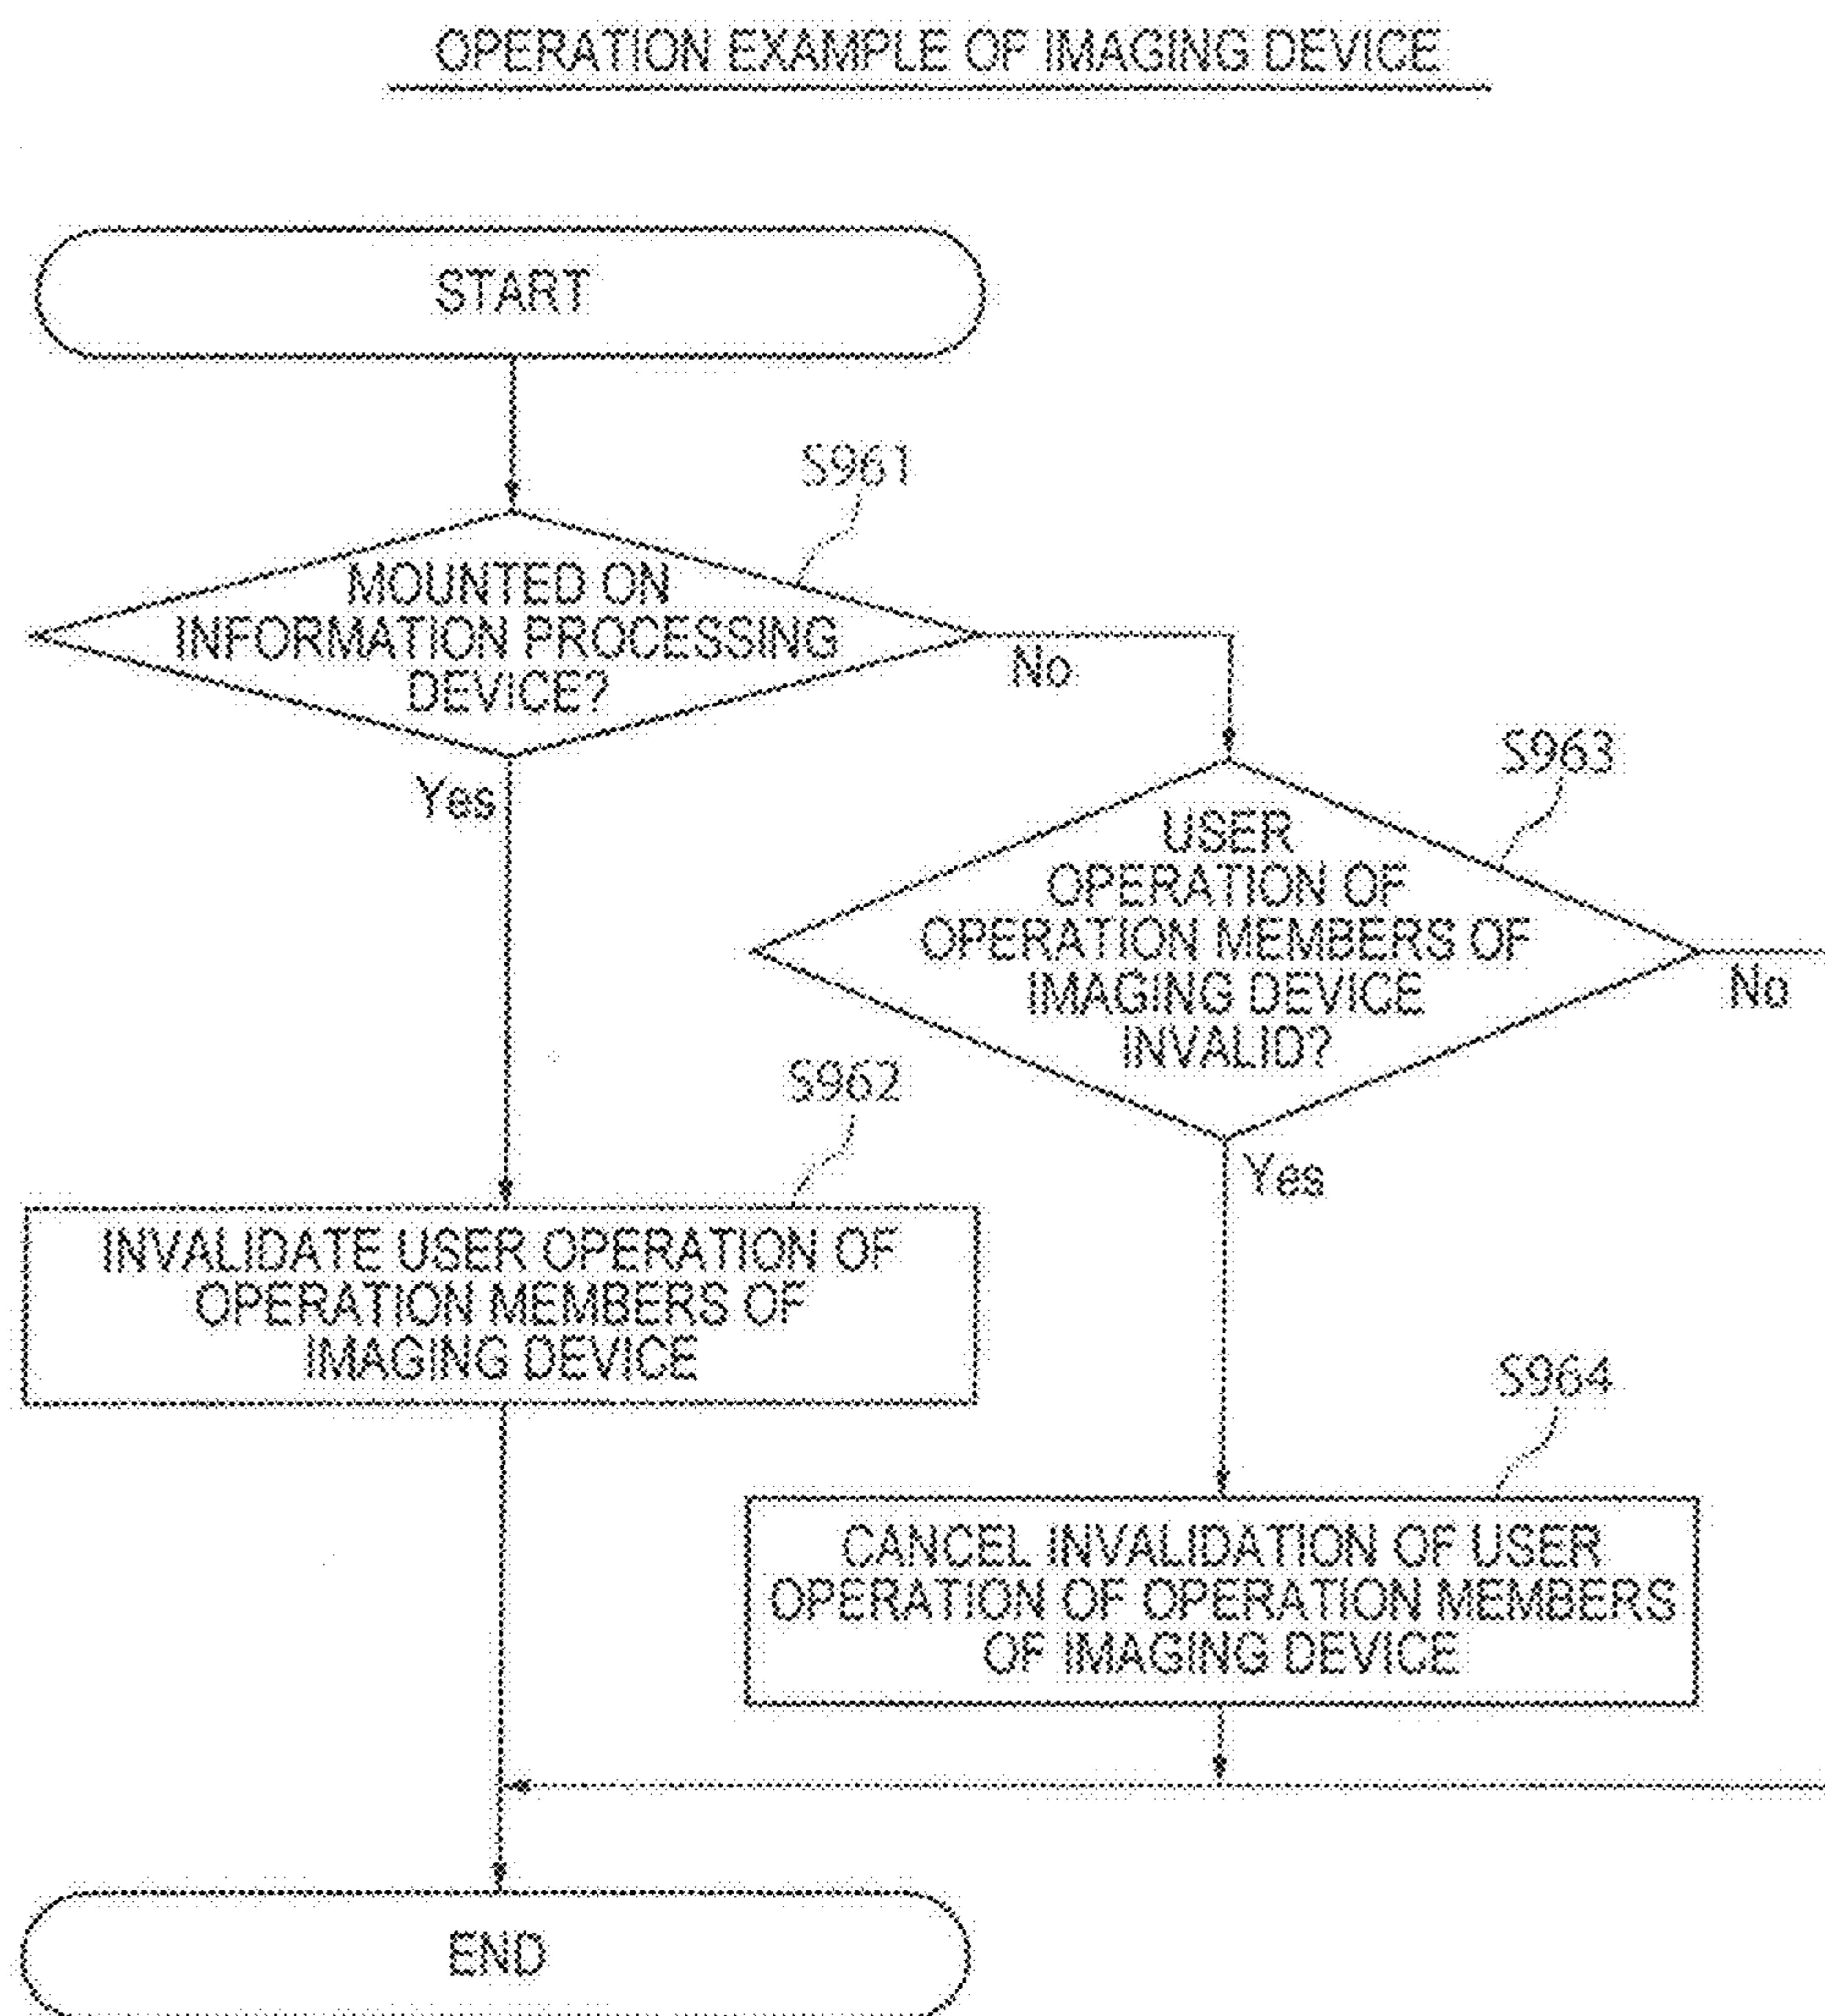 OPERATION EXAMPLE OF IMAGING DEVICE
START
S961
MOUNTED ON
INFORMATION PROCESSING
DEVICE?
No
Yes
S963
USER
OPERATION OF
OPERATION MEMBERS OF
IMAGING DEVICE
INVALID?
No
Yes
S962
INVALIDATE USER OPERATION OF
OPERATION MEMBERS OF
IMAGING DEVICE
S964
CANCEL INVALIDATION OF USER
OPERATION OF OPERATION MEMBERS
OF IMAGING DEVICE
END